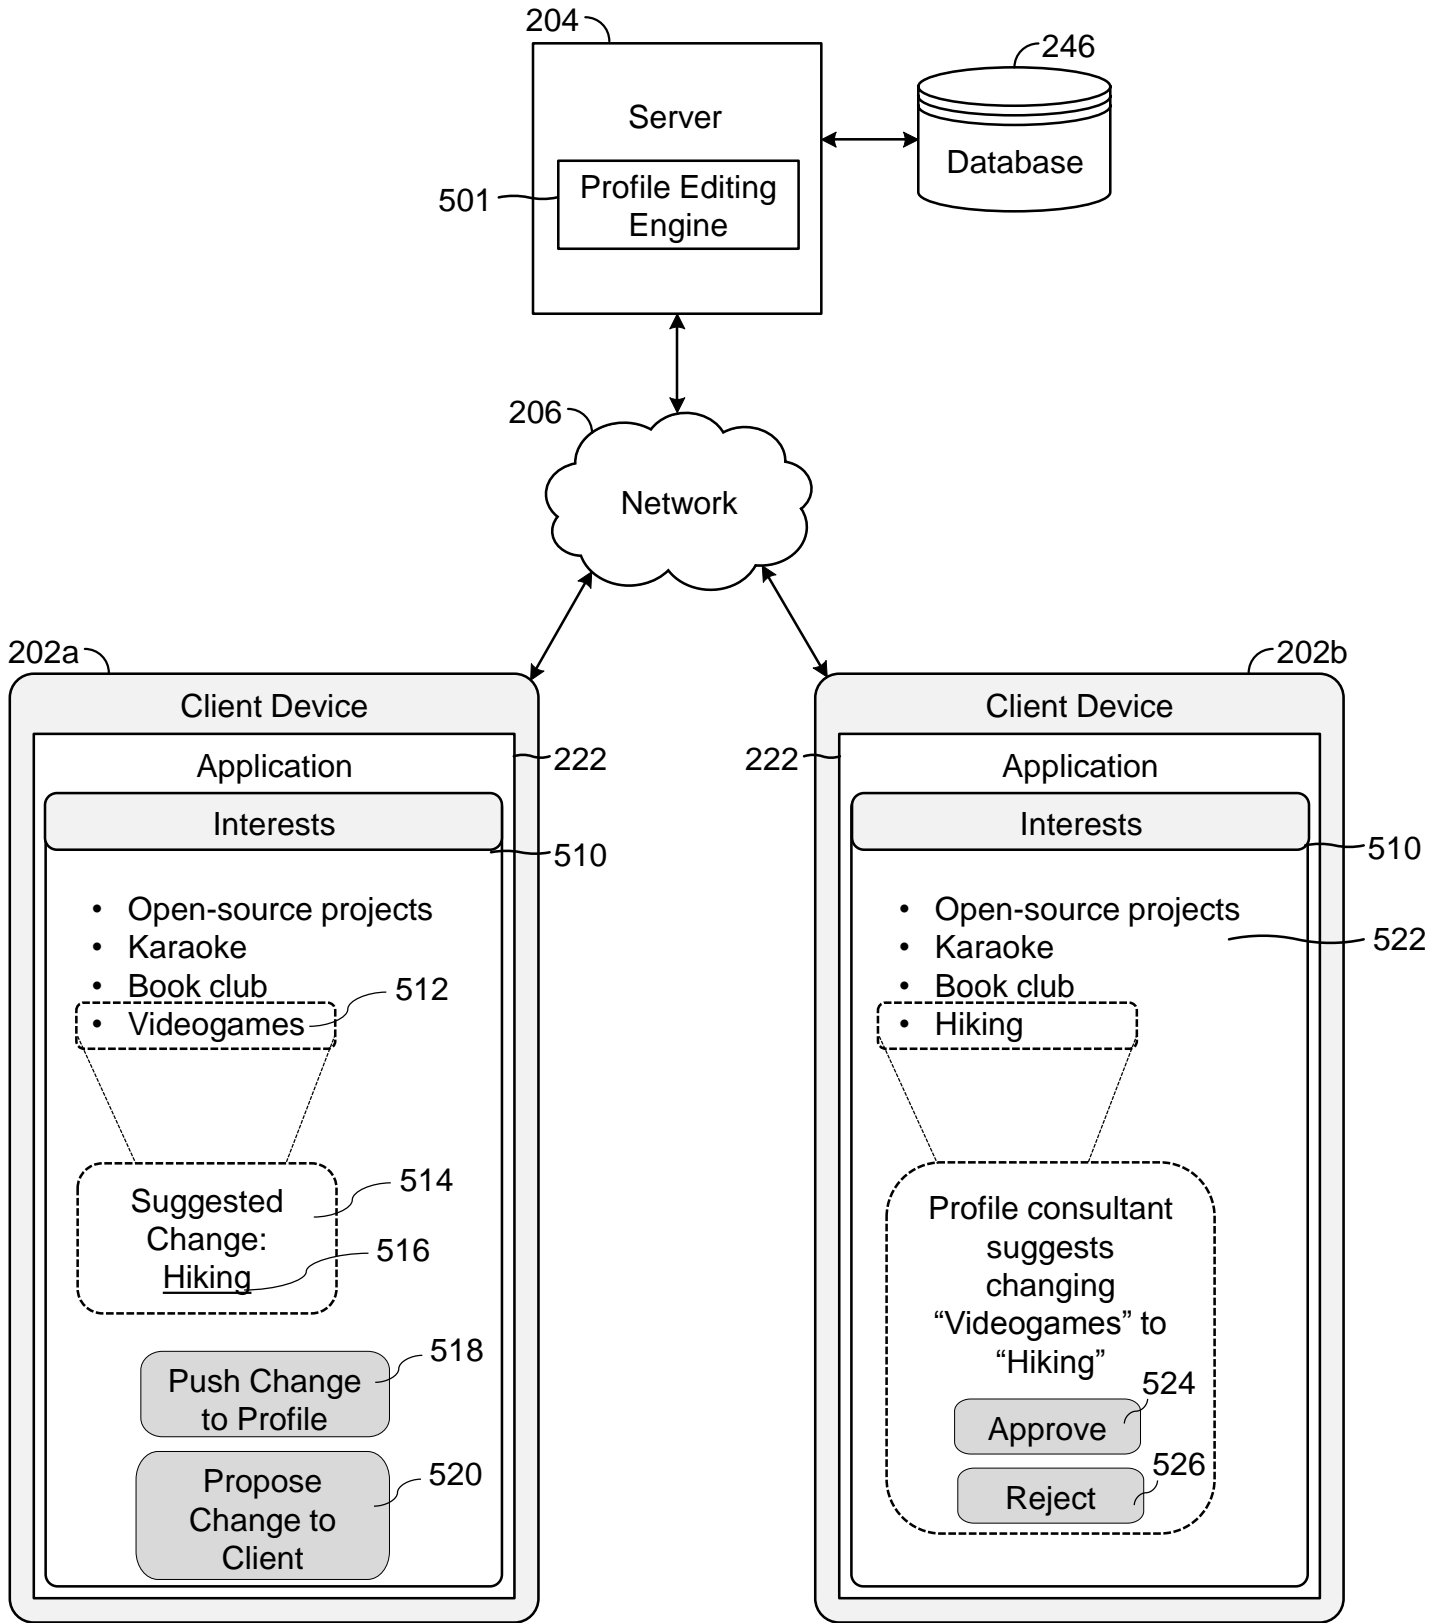 204
246
Server
Database
501
Profile Editing
Engine
206
Network
202a
Client Device
222
Application
Interests
510
• Open-source projects
• Karaoke
• Book club
• Videogames
512
Suggested
Change:
Hiking
514
516
Push Change
to Profile
518
Propose
Change to
Client
520
202b
Client Device
222
Application
Interests
510
• Open-source projects
• Karaoke
• Book club
• Hiking
522
Profile consultant
suggests
changing
“Videogames” to
“Hiking”
524
Approve
526
Reject